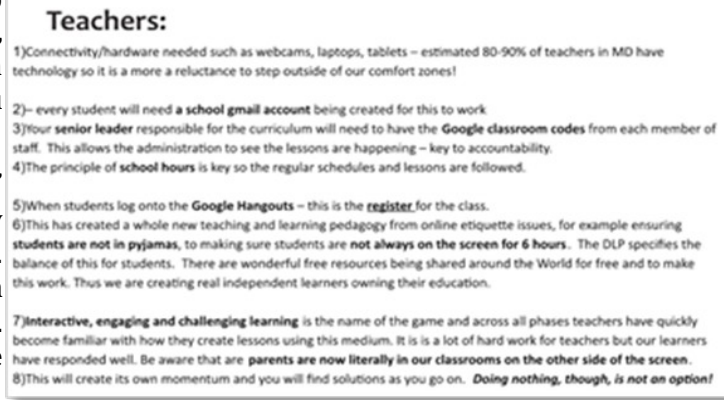 Teachers:
1)Connectivity/hardware needed such as webcams, laptops, tablets – estimated 80-90% of teachers in MD have
technology so it is a more a reluctance to step outside of our comfort zones!
2)– every student will need a school gmail account being created for this to work
3)Your senior leader responsible for the curriculum will need to have the Google classroom codes from each member of
staff. This allows the administration to see the lessons are happening – key to accountability.
4)The principle of school hours is key so the regular schedules and lessons are followed.
5)When students log onto the Google Hangouts – this is the register for the class.
6)This has created a whole new teaching and learning pedagogy from online etiquette issues, for example ensuring
students are not in pyjamas, to making sure students are not always on the screen for 6 hours. The DLP specifies the
balance of this for students. There are wonderful free resources being shared around the World for free and to make
this work. Thus we are creating real independent learners owning their education.
7)Interactive, engaging and challenging learning is the name of the game and across all phases teachers have quickly
become familiar with how they create lessons using this medium. It is is a lot of hard work for teachers but our learners
have responded well. Be aware that are parents are now literally in our classrooms on the other side of the screen.
8)This will create its own momentum and you will find solutions as you go on. Doing nothing, though, is not an option!